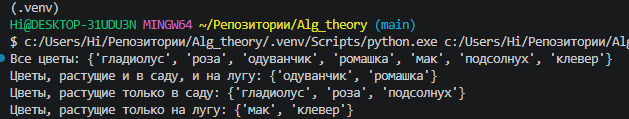 (.venv)
Hi@DESKTOP-31UDU3N MINGW64 ~/Репозитории/Alg_theory (main)
$ c:/Users/Hi/Репозитории/Alg_theory/.venv/Scripts/python.exe c:/Users/Hi/Репозитории/Alg
Все цветы: {'гладиолус', 'роза', 'одуванчик', 'ромашка', 'мак', 'подсолнух', 'клевер'}
Цветы, растущие и в саду, и на лугу: {'одуванчик', 'ромашка'}
Цветы, растущие только в саду: {'гладиолус', 'роза', 'подсолнух'}
Цветы, растущие только на лугу: {'мак', 'клевер'}